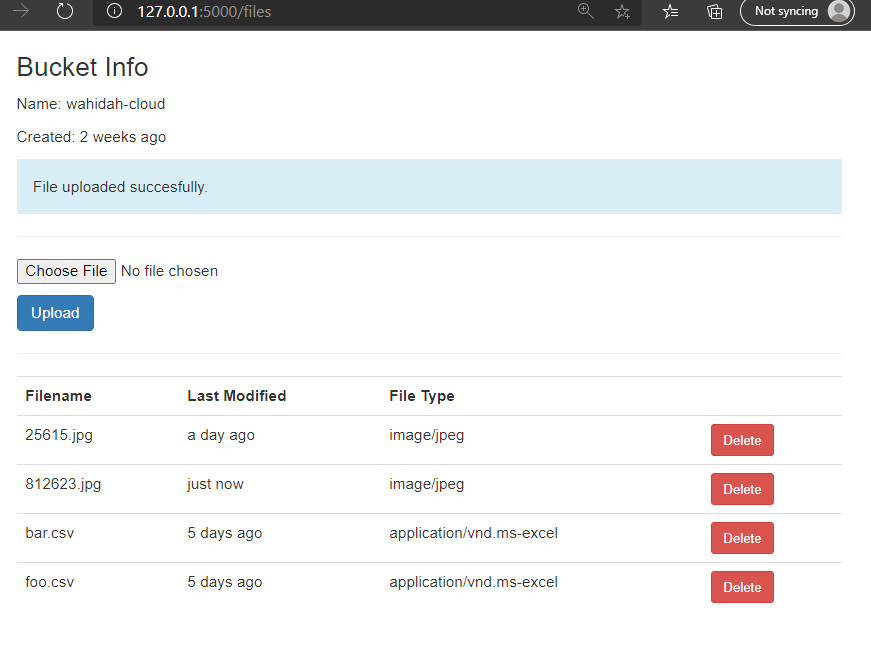 127.0.0.1:5000/files Not syncing
Bucket Info
Name: wahidah-cloud
Created: 2 weeks ago
File uploaded succesfully.
Choose File No file chosen
Upload
Filename Last Modified File Type
25615.jpg a day ago image/jpeg Delete
812623.jpg just now image/jpeg Delete
bar.csv 5 days ago application/vnd.ms-excel Delete
foo.csv 5 days ago application/vnd.ms-excel Delete